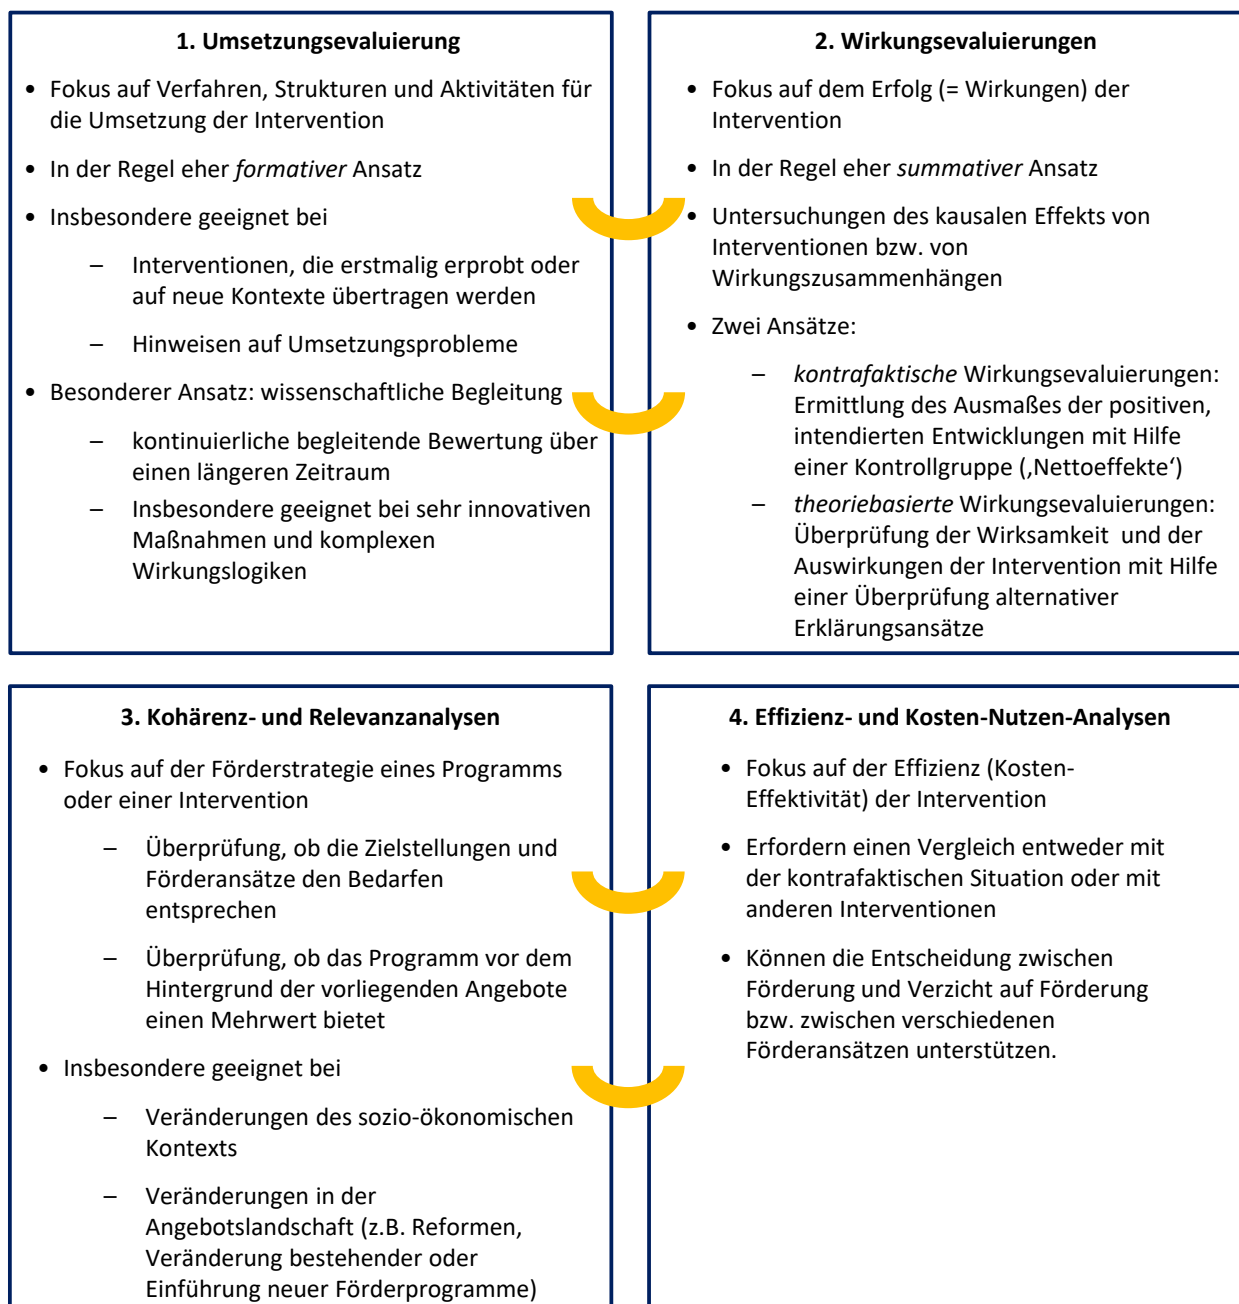 1. Umsetzungsevaluierung
• Fokus auf Verfahren, Strukturen und Aktivitäten für
die Umsetzung der Intervention
• In der Regel eher formativer Ansatz
• Insbesondere geeignet bei
– Interventionen, die erstmalig erprobt oder
auf neue Kontexte übertragen werden
– Hinweisen auf Umsetzungsprobleme
• Besonderer Ansatz: wissenschaftliche Begleitung
– kontinuierliche begleitende Bewertung über
einen längeren Zeitraum
– Insbesondere geeignet bei sehr innovativen
Maßnahmen und komplexen
Wirkungslogiken
2. Wirkungsevaluierungen
• Fokus auf dem Erfolg (= Wirkungen) der
Intervention
• In der Regel eher summativer Ansatz
• Untersuchungen des kausalen Effekts von
Interventionen bzw. von
Wirkungszusammenhängen
• Zwei Ansätze:
– kontrafaktische Wirkungsevaluierungen:
Ermittlung des Ausmaßes der positiven,
intendierten Entwicklungen mit Hilfe
einer Kontrollgruppe (‚Nettoeffekte‘)
– theoriebasierte Wirkungsevaluierungen:
Überprüfung der Wirksamkeit und der
Auswirkungen der Intervention mit Hilfe
einer Überprüfung alternativer
Erklärungsansätze
3. Kohärenz- und Relevanzanalysen
• Fokus auf der Förderstrategie eines Programms
oder einer Intervention
– Überprüfung, ob die Zielstellungen und
Förderansätze den Bedarfen
entsprechen
– Überprüfung, ob das Programm vor dem
Hintergrund der vorliegenden Angebote
einen Mehrwert bietet
• Insbesondere geeignet bei
– Veränderungen des sozio-ökonomischen
Kontexts
– Veränderungen in der
Angebotslandschaft (z.B. Reformen,
Veränderung bestehender oder
Einführung neuer Förderprogramme)
4. Effizienz- und Kosten-Nutzen-Analysen
• Fokus auf der Effizienz (Kosten-
Effektivität) der Intervention
• Erfordern einen Vergleich entweder mit
der kontrafaktischen Situation oder mit
anderen Interventionen
• Können die Entscheidung zwischen
Förderung und Verzicht auf Förderung
bzw. zwischen verschiedenen
Förderansätzen unterstützen.